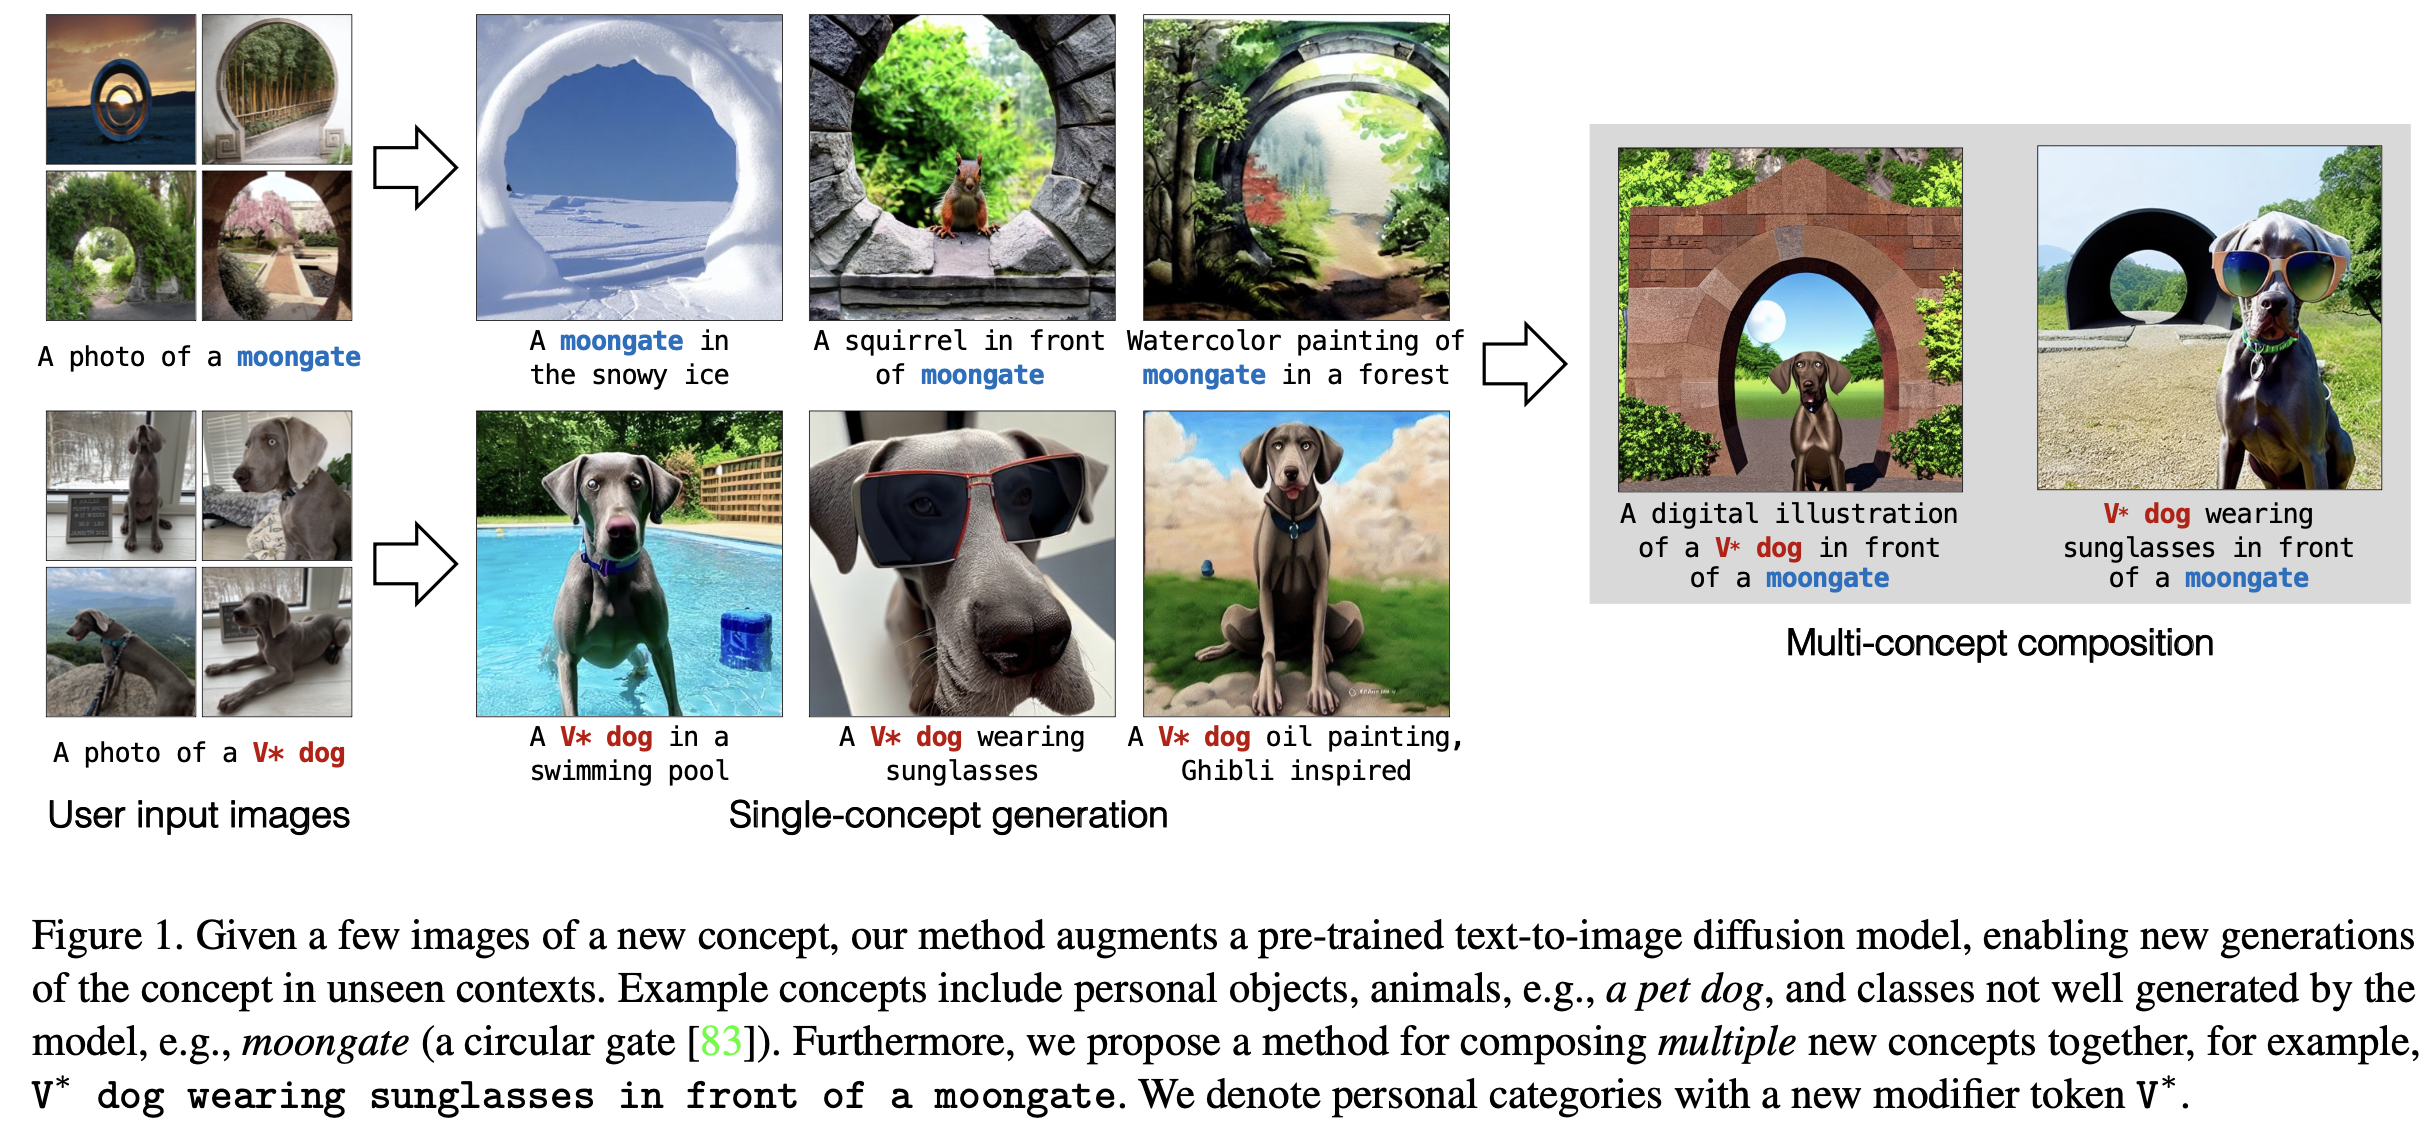 A photo of a moongate
A moongate in
the snowy ice
A squirrel in front
of moongate
Watercolor painting of
moongate in a forest
A photo of a V* dog
A V* dog in a
swimming pool
A V* dog wearing
sunglasses
A V* dog oil painting,
Ghibli inspired
A digital illustration
of a V* dog in front
of a moongate
V* dog wearing
sunglasses in front
of a moongate
Multi-concept composition
User input images
Single-concept generation
Figure 1. Given a few images of a new concept, our method augments a pre-trained text-to-image diffusion model, enabling new generations
of the concept in unseen contexts. Example concepts include personal objects, animals, e.g., a pet dog, and classes not well generated by the
model, e.g., moongate (a circular gate [83]). Furthermore, we propose a method for composing multiple new concepts together, for example,
V* dog wearing sunglasses in front of a moongate. We denote personal categories with a new modifier token V*.